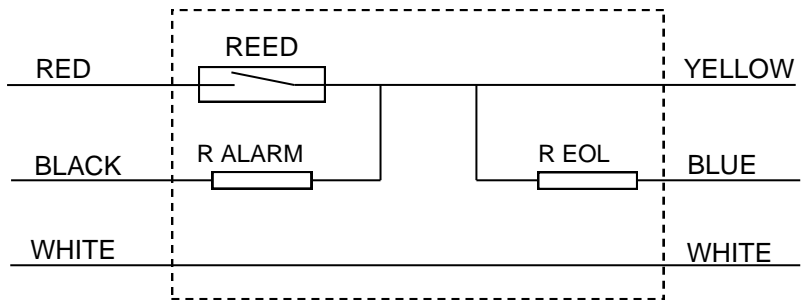 REED
RED
YELLOW
BLACK
R ALARM
R EOL
BLUE
WHITE
WHITE